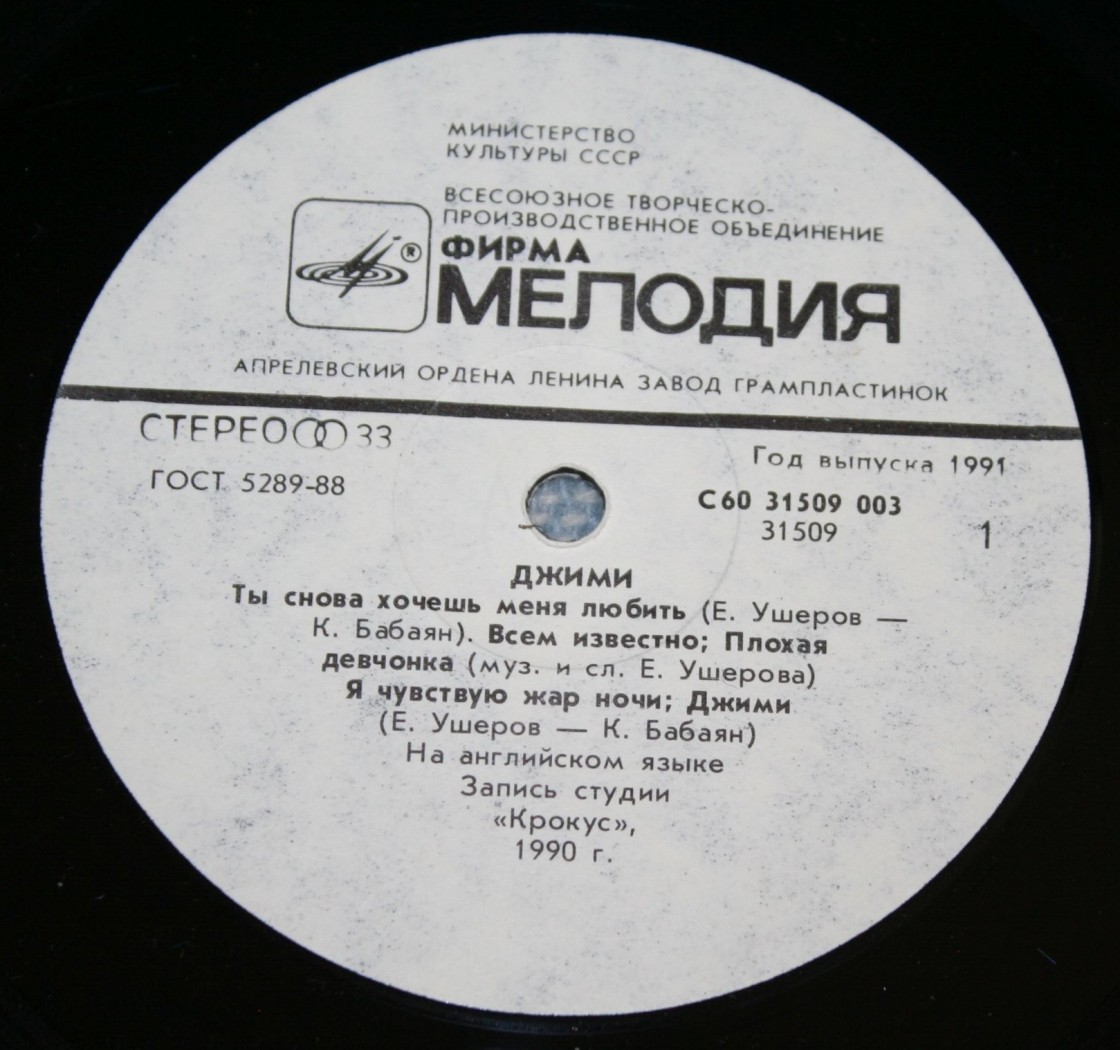 МИНИСТЕРСТВО
КУЛЬТУРЫ СССР
ВСЕСОЮЗНОЕ ТВОРЧЕСКО-
ПРОИЗВОДСТВЕННОЕ ОБЪЕДИНЕНИЕ
ФИРМА
®
МЕЛОДИЯ
АПРЕЛЕВСКИЙ ОРДЕНА ЛЕНИНА ЗАВОД ГРАМПЛАСТИНОК
СТЕРЕО 33
Год выпуска 1991
ГОСТ 5289-88
С60 31509 003
31509
1
ДЖИМИ
Ты снова хочешь меня любить (Е. Ушеров —
К. Бабаян). Всем известно; Плохая
девчонка (муз. и сл. Е. Ушерова)
Я чувствую жар ночи; Джими
(Е. Ушеров — К. Бабаян)
На английском языке
Запись студии
«Крокус»,
1990 г.